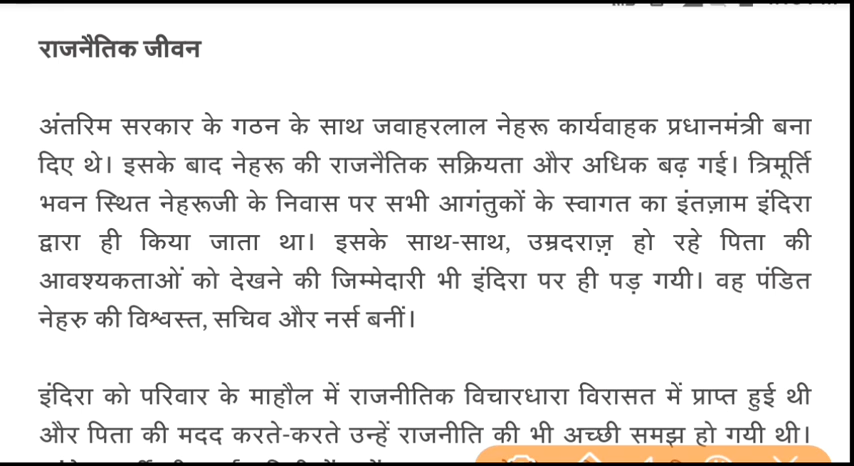 राजनैतिक जीवन
अंतरिम सरकार के गठन के साथ जवाहरलाल नेहरू कार्यवाहक प्रधानमंत्री बना
दिए थे। इसके बाद नेहरू की राजनैतिक सक्रियता और अधिक बढ़ गई। त्रिमूर्ति
भवन स्थित नेहरूजी के निवास पर सभी आगंतुकों के स्वागत का इंतज़ाम इंदिरा
द्वारा ही किया जाता था। इसके साथ-साथ, उम्रदराज़ हो रहे पिता की
आवश्यकताओं को देखने की जिम्मेदारी भी इंदिरा पर ही पड़ गयी। वह पंडित
नेहरु की विश्वस्त, सचिव और नर्स बनीं।
इंदिरा को परिवार के माहौल में राजनीतिक विचारधारा विरासत में प्राप्त हुई थी
और पिता की मदद करते-करते उन्हें राजनीति की भी अच्छी समझ हो गयी थी।